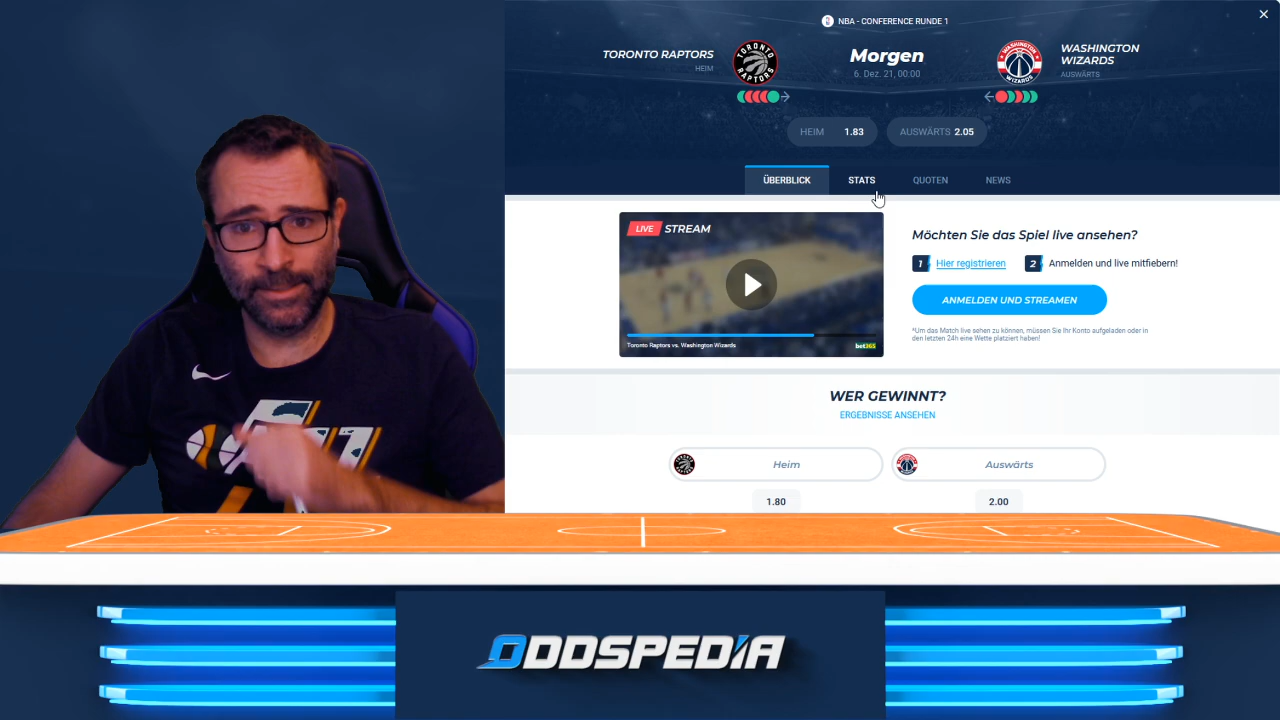 NBA - CONFERENCE RUNDE 1
TORONTO RAPTORS
HEIM
TORONTO
RAPTORS
Morgen
6. Dez. 21, 00:00
WASHINGTON
WIZARDS
WASHINGTON
WIZARDS
AUSWÄRTS
HEIM 1.83
AUSWÄRTS 2.05
ÜBERBLICK
STATS
QUOTEN
NEWS
LIVE STREAM
Toronto Raptors vs. Washington Wizards
bet365
Möchten Sie das Spiel live ansehen?
1 Hier registrieren
2 Anmelden und live mitfiebern!
ANMELDEN UND STREAMEN
*Um das Match live sehen zu können, müssen Sie Ihr Konto aufgeladen oder in
den letzten 24h eine Wette platziert haben!
WER GEWINNT?
ERGEBNISSE ANSEHEN
Heim
Auswärts
1.80
2.00
ODDSPEDIA